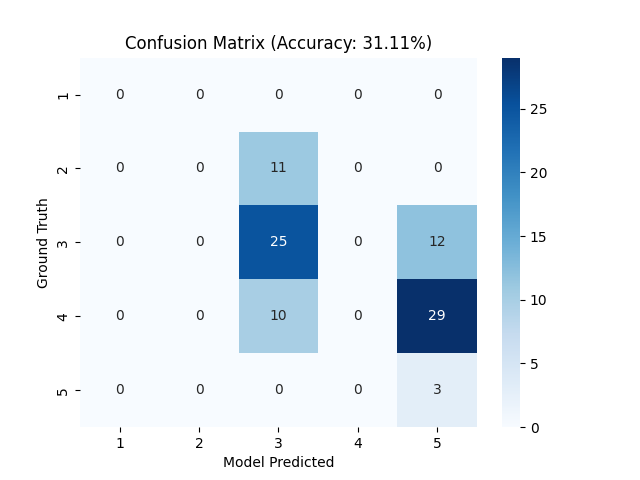 Confusion Matrix (Accuracy: 31.11%)
Ground Truth
1 0 0 0 0 0
2 0 0 11 0 0
3 0 0 25 0 12
4 0 0 10 0 29
5 0 0 0 0 3
1 2 3 4 5
Model Predicted
25
20
15
10
5
0